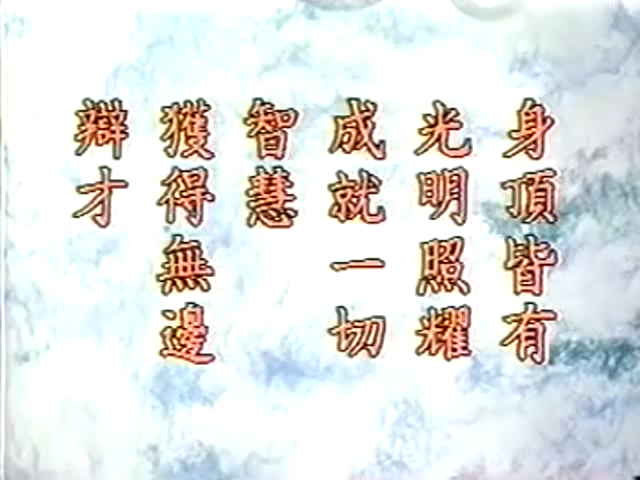 身頂皆有
光明照耀
成就一切
智慧
獲得無邊
辯才